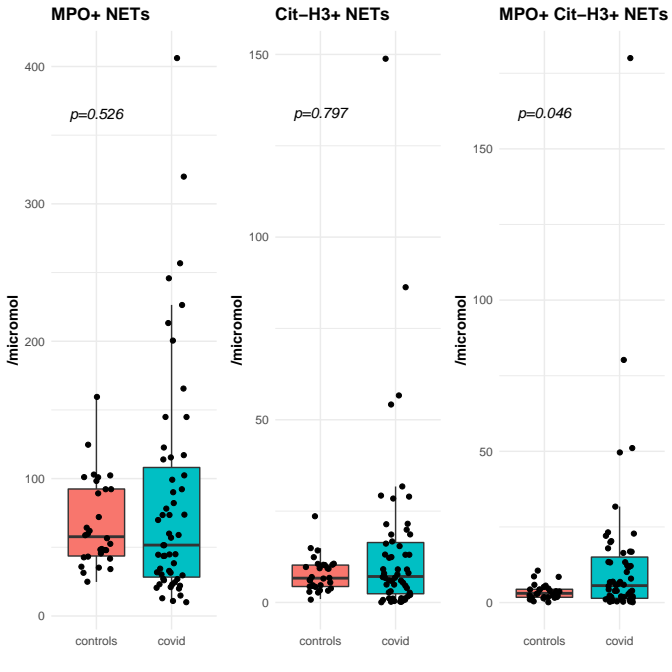 MPO+ NETs
/micromol
400
300
200
100
0
p=0.526
controls
covid
Cit−H3+ NETs
/micromol
150
100
50
0
p=0.797
controls
covid
MPO+ Cit−H3+ NETs
/micromol
150
100
50
0
p=0.046
controls
covid